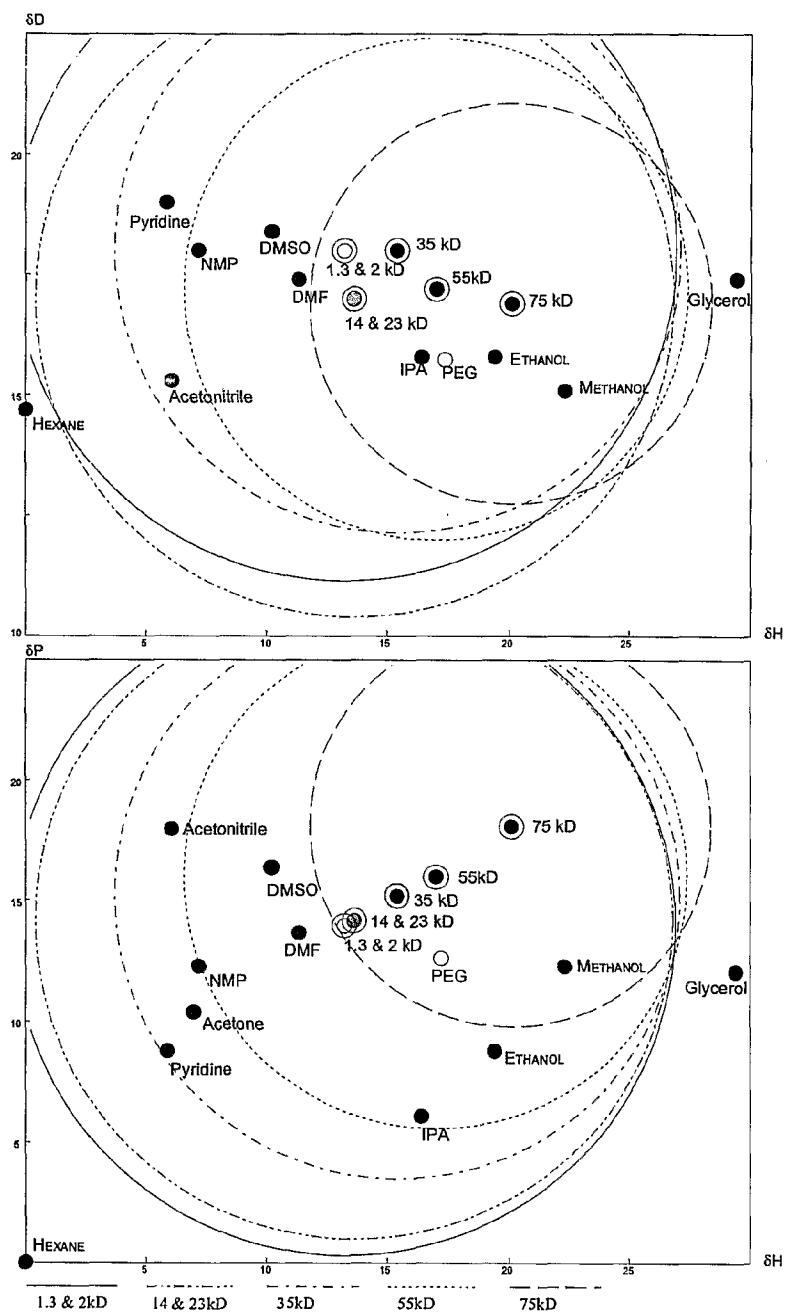 δD
20
Pyridine
DMSO
35 kD
NMP
1.3 & 2 kD
55kD
DMF
75 kD
Glycerol
14 & 23 kD
IPA
PEG
ETHANOL
15
Acetonitrile
METHANOL
HEXANE
10
5
10
15
20
25
δH
δP
20
Acetonitrile
75 kD
DMSO
55kD
15
35 kD
14 & 23 kD
DMF
1.3 & 2 kD
NMP
PEG
METHANOL
Glycerol
Acetone
10
Pyridine
ETHANOL
IPA
5
HEXANE
5
10
15
20
25
δH
1.3 & 2kD
14 & 23kD
35kD
55kD
75kD